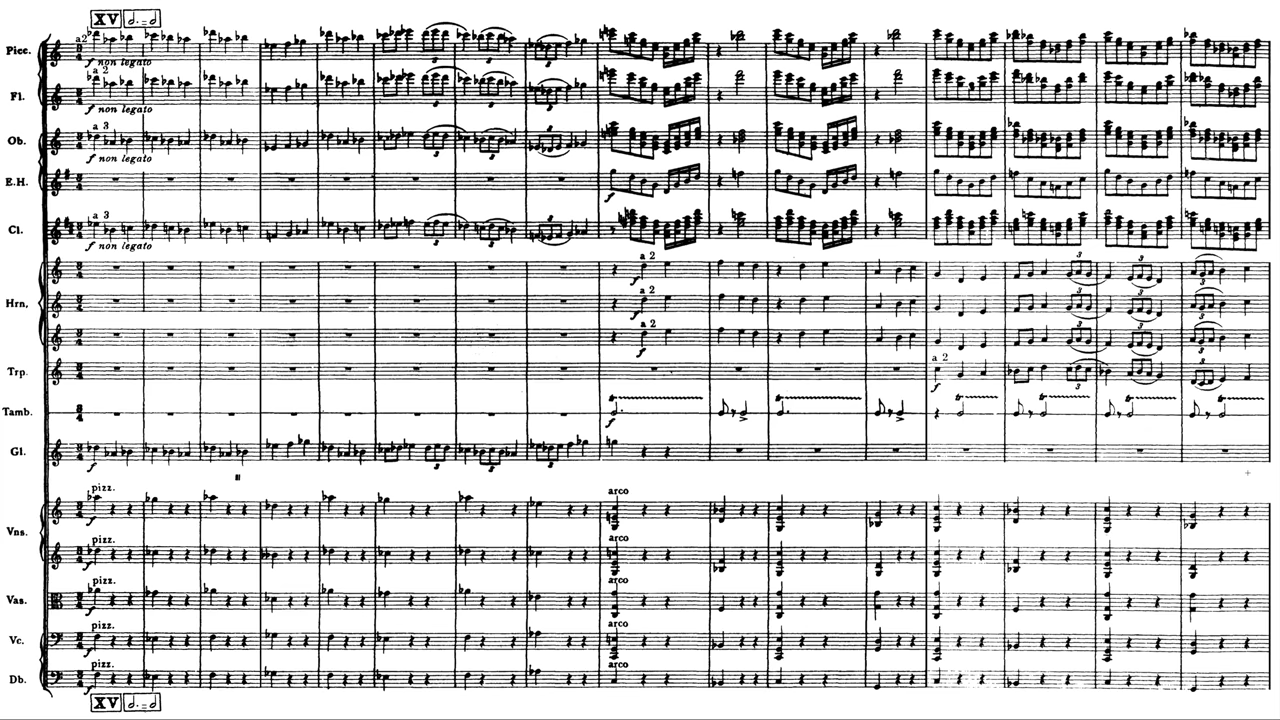 XV 𝅗𝅥. = 𝅗𝅥
Picc. a2 f non legato
Fl. a 2 f non legato
Ob. a 3 f non legato
E.H. f
Cl. a 3 f non legato
a 2
Hrn, a 2 f
a 2 f
Trp. a 2 f
Tamb. f
Gl. f
pizz. arco
Vns. f
pizz. arco
f
pizz. arco
Vas. f
pizz. arco
Vc. f
pizz. arco
Db. f
XV 𝅗𝅥. = 𝅗𝅥